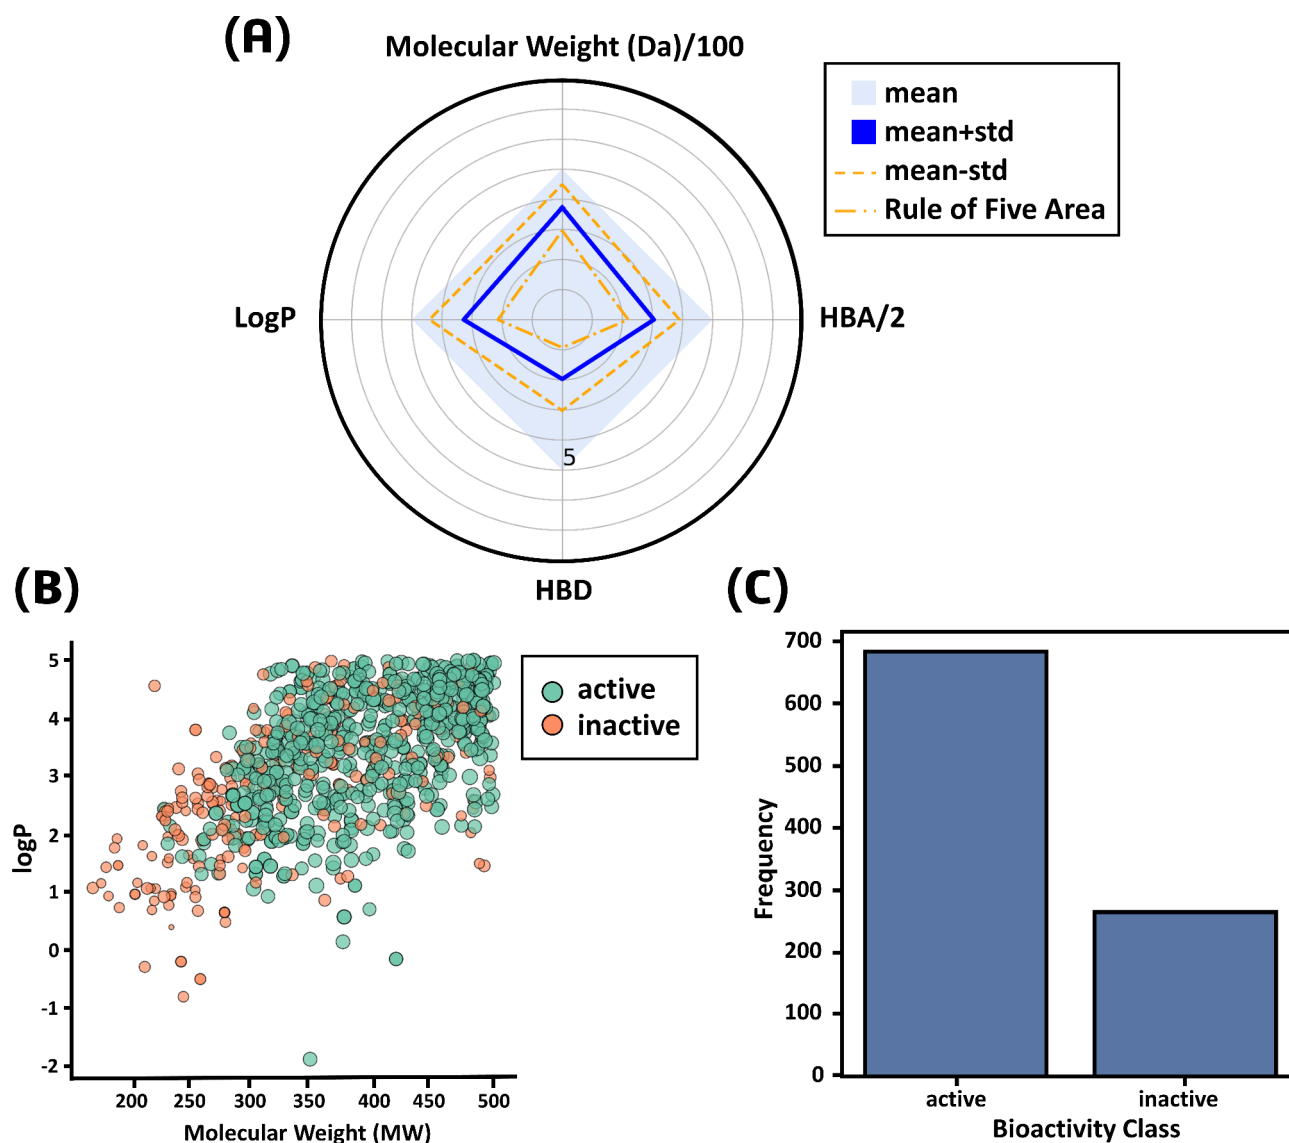 (A)
Molecular Weight (Da)/100
mean
mean+std
mean-std
Rule of Five Area
LogP
HBA/2
5
HBD
(B)
5
4
3
2
1
0
-1
-2
logP
200 250 300 350 400 450 500
Molecular Weight (MW)
active
inactive
(C)
700
600
500
400
300
200
100
0
Frequency
active inactive
Bioactivity Class